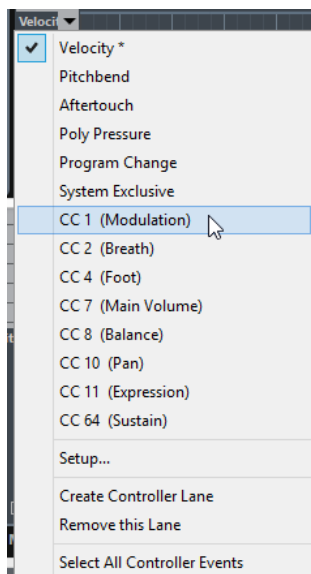 Velocit
Velocity *
Pitchbend
Aftertouch
Poly Pressure
Program Change
System Exclusive
CC 1 (Modulation)
CC 2 (Breath)
CC 4 (Foot)
CC 7 (Main Volume)
CC 8 (Balance)
CC 10 (Pan)
CC 11 (Expression)
CC 64 (Sustain)
Setup...
Create Controller Lane
Remove this Lane
Select All Controller Events